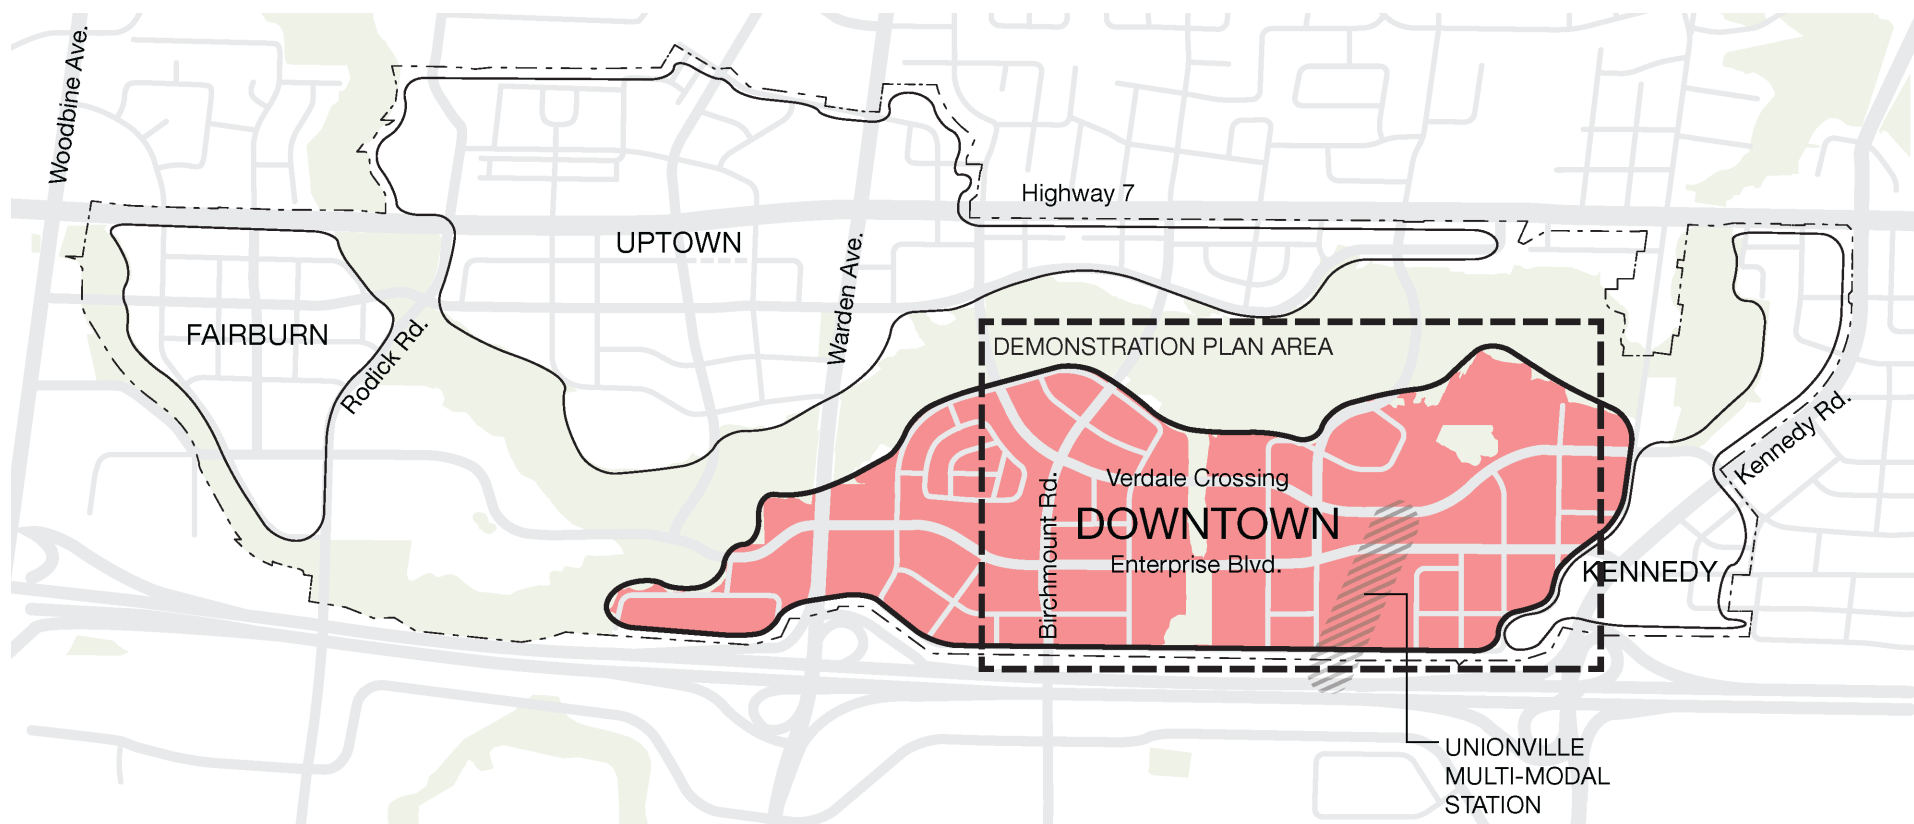 Woodbine Ave.
Highway 7
UPTOWN
Warden Ave.
FAIRBURN
Rodick Rd.
DEMONSTRATION PLAN AREA
Kennedy Rd.
Verdale Crossing
DOWNTOWN
Birchmount Rd.
Enterprise Blvd.
KENNEDY
UNIONVILLE
MULTI-MODAL
STATION